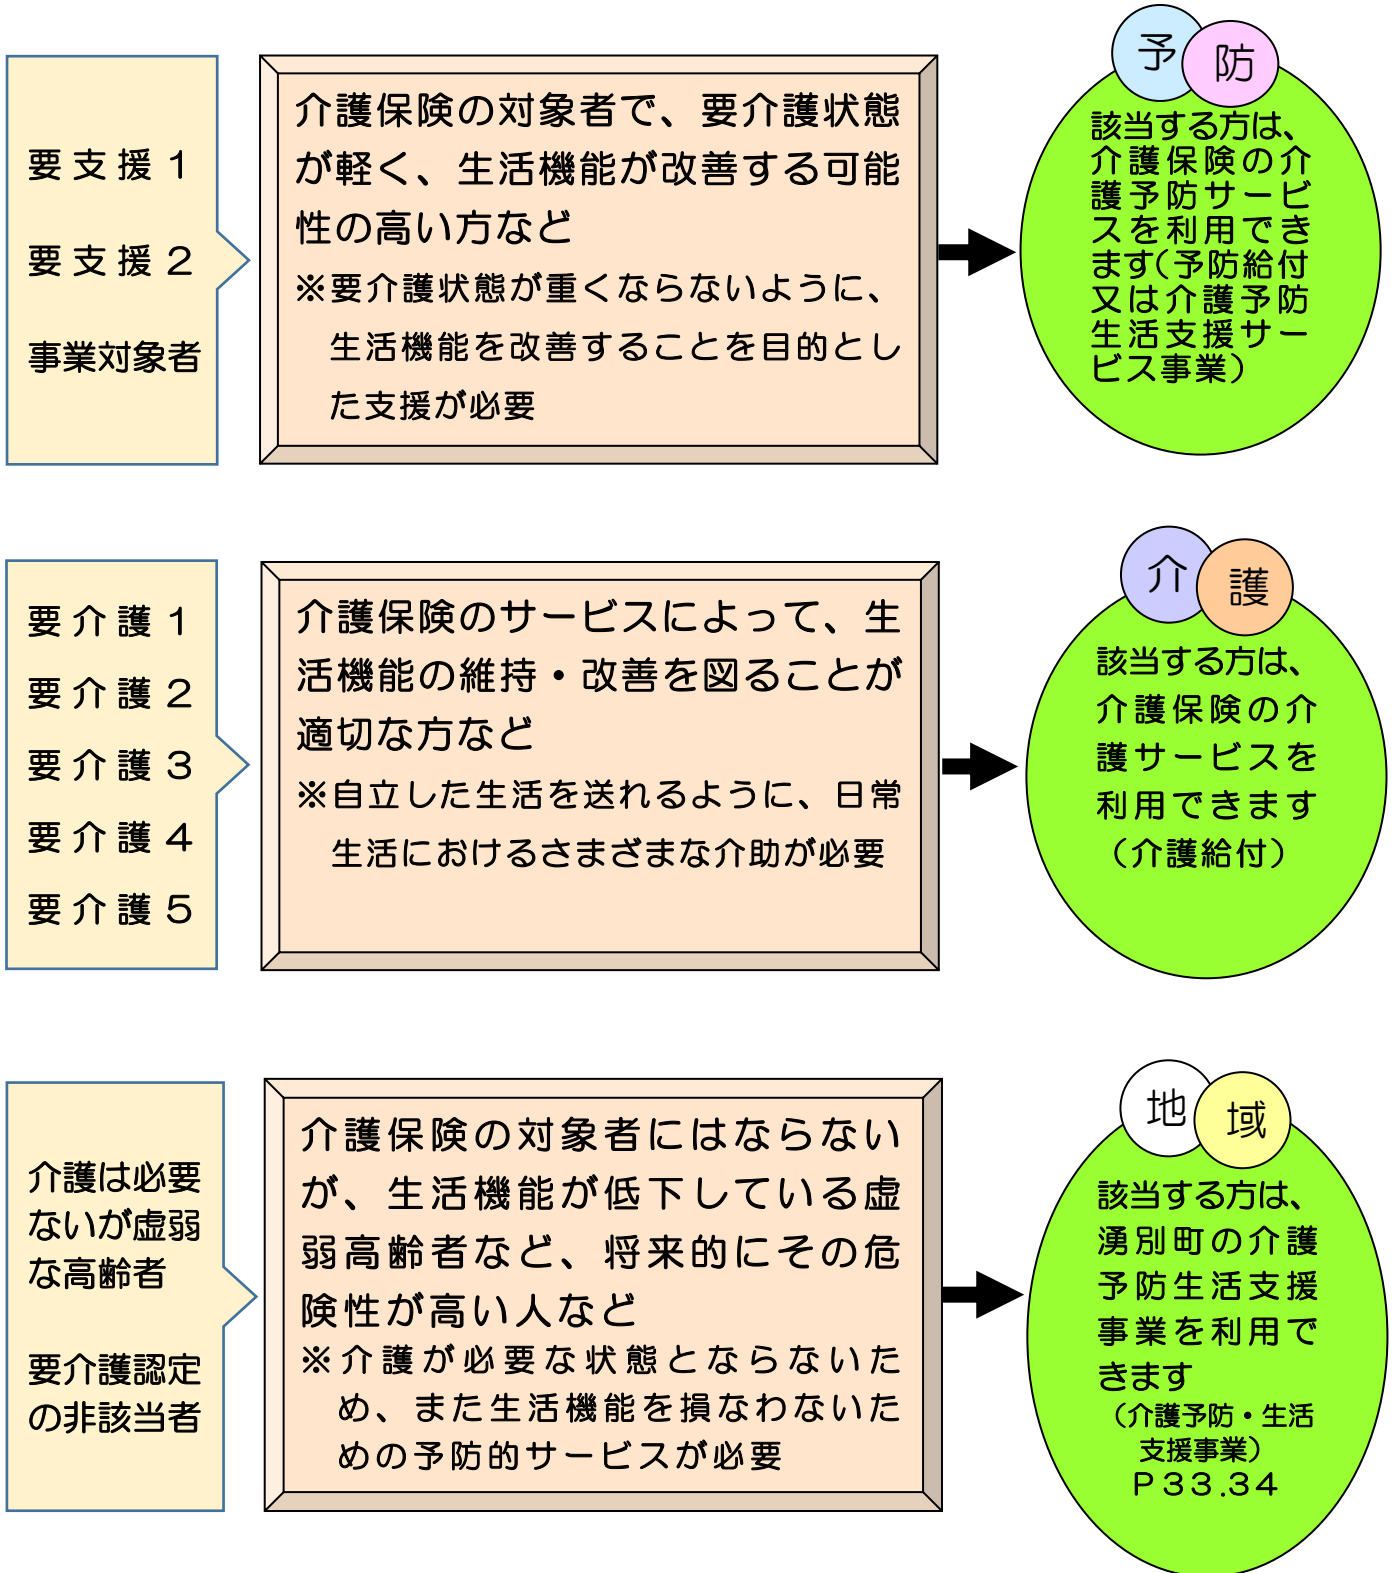 要支援１
要支援２
事業対象者
介護保険の対象者で、要介護状態
が軽く、生活機能が改善する可能
性の高い方など
※要介護状態が重くならないように、
生活機能を改善することを目的とし
た支援が必要
予防
該当する方は、
介護保険の介
護予防サービ
スを利用でき
ます（予防給付
又は介護予防
生活支援サー
ビス事業）
要介護１
要介護２
要介護３
要介護４
要介護５
介護保険のサービスによって、生
活機能の維持・改善を図ることが
適切な方など
※自立した生活を送れるように、日常
生活におけるさまざまな介助が必要
介護
該当する方は、
介護保険の介
護サービスを
利用できます
（介護給付）
介護は必要
ないが虚弱
な高齢者
要介護認定
の非該当者
介護保険の対象者にはならない
が、生活機能が低下している虚
弱高齢者など、将来的にその危
険性が高い人など
※介護が必要な状態とならないた
め、また生活機能を損なわないた
めの予防的サービスが必要
地域
該当する方は、
湧別町の介護
予防生活支援
事業を利用で
きます
（介護予防・生活
支援事業）
Ｐ３３.３４